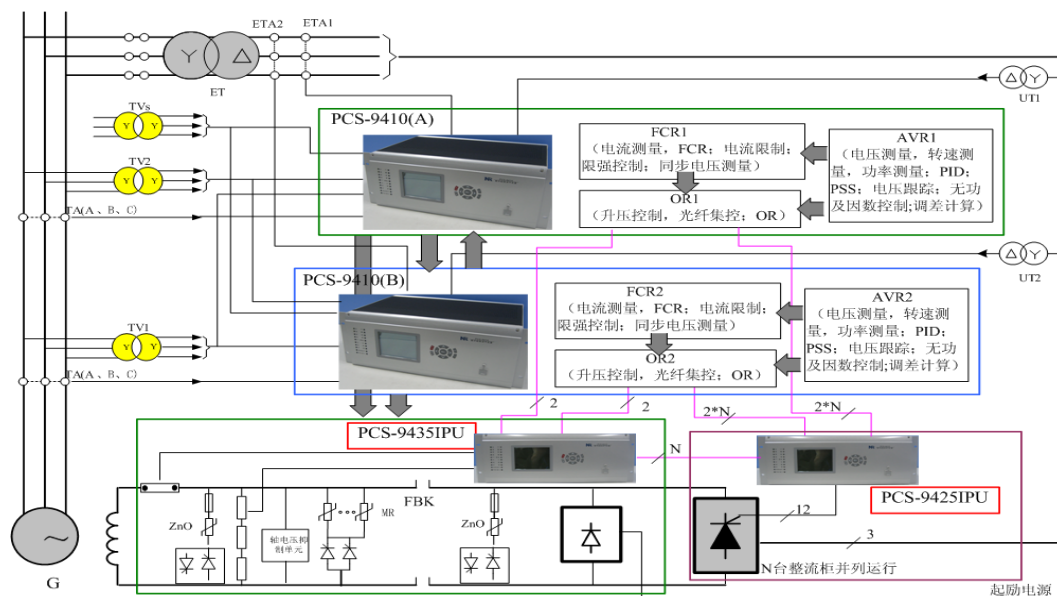 ETA2
ETA1
ET
UT1
TVs
Y Y
PCS-9410(A)
FCR1
(电流测量，FCR；电流限制；
限强控制；同步电压测量)
AVR1
(电压测量，转速测
量，功率测量；PID；
PSS；电压跟踪；无功
及因数控制;调差计算)
OR1
(升压控制，光纤集控；OR)
TV2
Y Y
TA(A、B、C)
UT2
PCS-9410(B)
FCR2
(电流测量，FCR；电流限制；
限强控制；同步电压测量)
AVR2
(电压测量，转速测
量，功率测量；PID；
PSS；电压跟踪；无功
及因数控制;调差计算)
OR2
(升压控制，光纤集控；OR)
TV1
Y Y
TA(A、B、C)
2
2
2*N
2*N
PCS-9435IPU
N
PCS-9425IPU
FBK
MR
ZnO
轴电压抑
制单元
ZnO
12
3
N台整流柜并列运行
G
起励电源